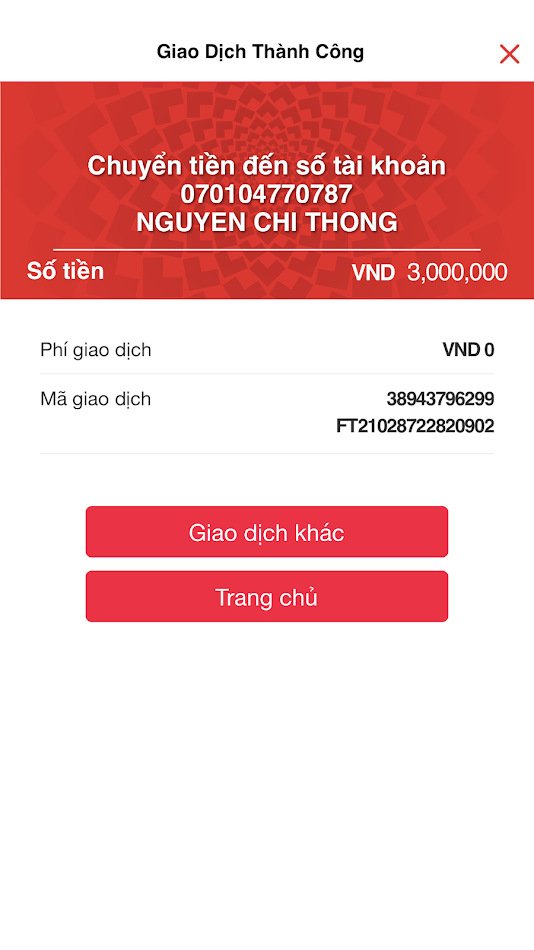 Giao Dịch Thành Công
Chuyển tiền đến số tài khoản
070104770787
NGUYEN CHI THONG
Số tiền VND 3,000,000
Phí giao dịch VND 0
Mã giao dịch 38943796299
FT21028722820902
Giao dịch khác
Trang chủ